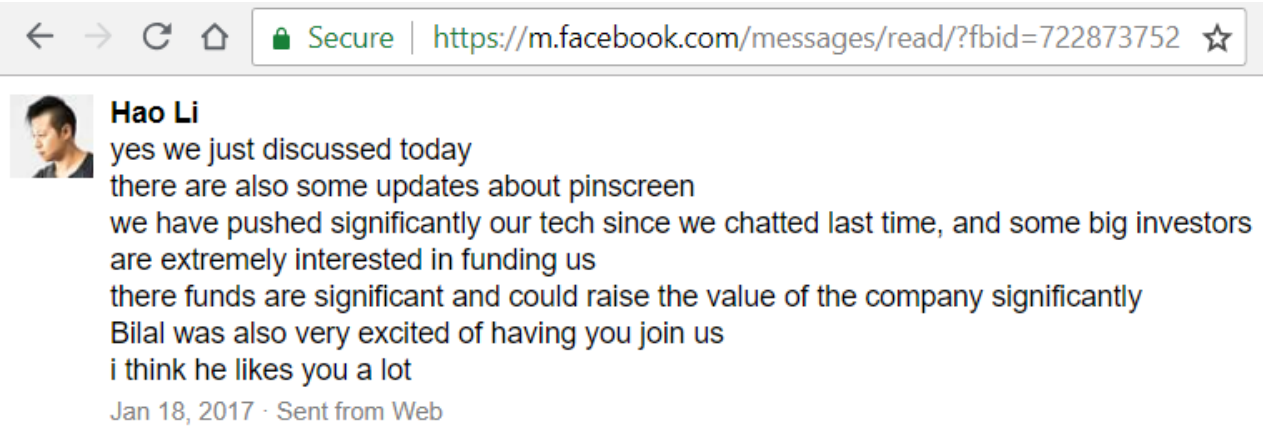 Secure | https://m.facebook.com/messages/read/?fbid=722873752
Hao Li
yes we just discussed today
there are also some updates about pinscreen
we have pushed significantly our tech since we chatted last time, and some big investors
are extremely interested in funding us
there funds are significant and could raise the value of the company significantly
Bilal was also very excited of having you join us
i think he likes you a lot
Jan 18, 2017 · Sent from Web